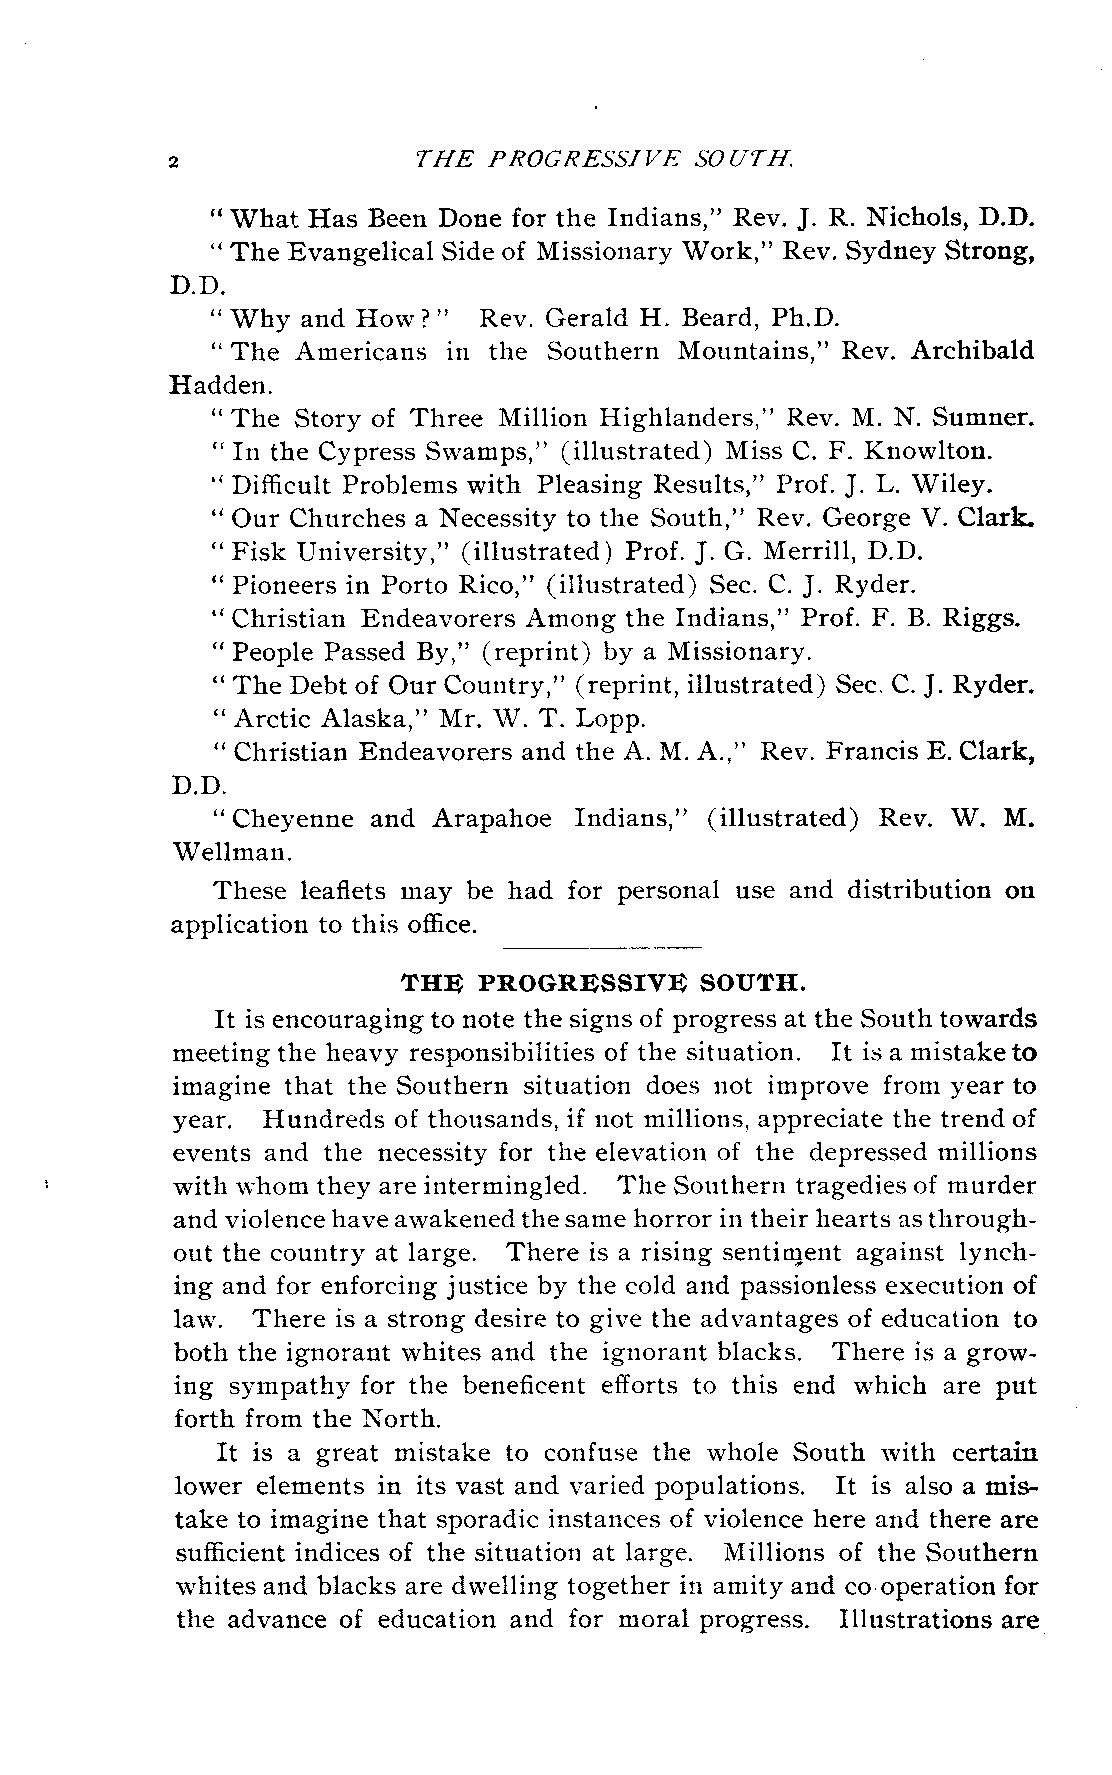 2 THE PROGRESSIVE SOUTH.
"What Has Been Done for the Indians," Rev. J. R. Nichols, D.D.
"The Evangelical Side of Missionary Work," Rev. Sydney Strong,
D.D.
"Why and How?" Rev. Gerald H. Beard, Ph.D.
"The Americans in the Southern Mountains," Rev. Archibald
Hadden.
"The Story of Three Million Highlanders," Rev. M. N. Sumner.
"In the Cypress Swamps," (illustrated) Miss C. F. Knowlton.
"Difficult Problems with Pleasing Results," Prof. J. L. Wiley.
"Our Churches a Necessity to the South," Rev. George V. Clark.
"Fisk University," (illustrated) Prof. J. G. Merrill, D.D.
"Pioneers in Porto Rico," (illustrated) Sec. C. J. Ryder.
"Christian Endeavorers Among the Indians," Prof. F. B. Riggs.
"People Passed By," (reprint) by a Missionary.
"The Debt of Our Country," (reprint, illustrated) Sec. C. J. Ryder.
"Arctic Alaska," Mr. W. T. Lopp.
"Christian Endeavorers and the A. M. A.," Rev. Francis E. Clark,
D.D.
"Cheyenne and Arapahoe Indians," (illustrated) Rev. W. M.
Wellman.
These leaflets may be had for personal use and distribution on
application to this office.
THE PROGRESSIVE SOUTH.
It is encouraging to note the signs of progress at the South towards
meeting the heavy responsibilities of the situation. It is a mistake to
imagine that the Southern situation does not improve from year to
year. Hundreds of thousands, if not millions, appreciate the trend of
events and the necessity for the elevation of the depressed millions
with whom they are intermingled. The Southern tragedies of murder
and violence have awakened the same horror in their hearts as through-
out the country at large. There is a rising sentiment against lynch-
ing and for enforcing justice by the cold and passionless execution of
law. There is a strong desire to give the advantages of education to
both the ignorant whites and the ignorant blacks. There is a grow-
ing sympathy for the beneficent efforts to this end which are put
forth from the North.
It is a great mistake to confuse the whole South with certain
lower elements in its vast and varied populations. It is also a mis-
take to imagine that sporadic instances of violence here and there are
sufficient indices of the situation at large. Millions of the Southern
whites and blacks are dwelling together in amity and co-operation for
the advance of education and for moral progress. Illustrations are